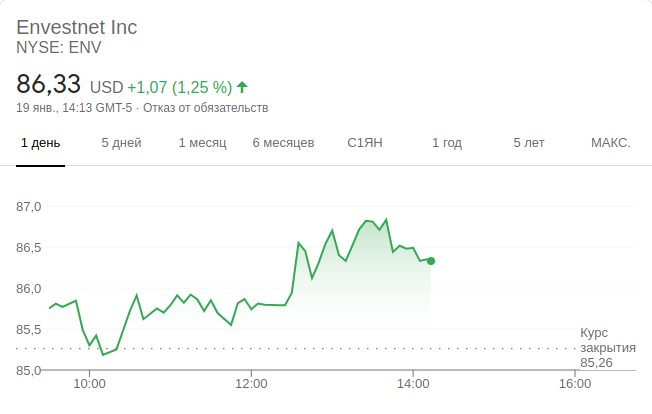 Envestnet Inc
NYSE: ENV
86,33 USD +1,07 (1,25 %)
19 янв., 14:13 GMT-5 · Отказ от обязательств
1 день 5 дней 1 месяц 6 месяцев С1ЯН 1 год 5 лет МАКС.
87,0
86,5
86,0
85,5
Курс
закрытия
85,26
85,0
10:00 12:00 14:00 16:00